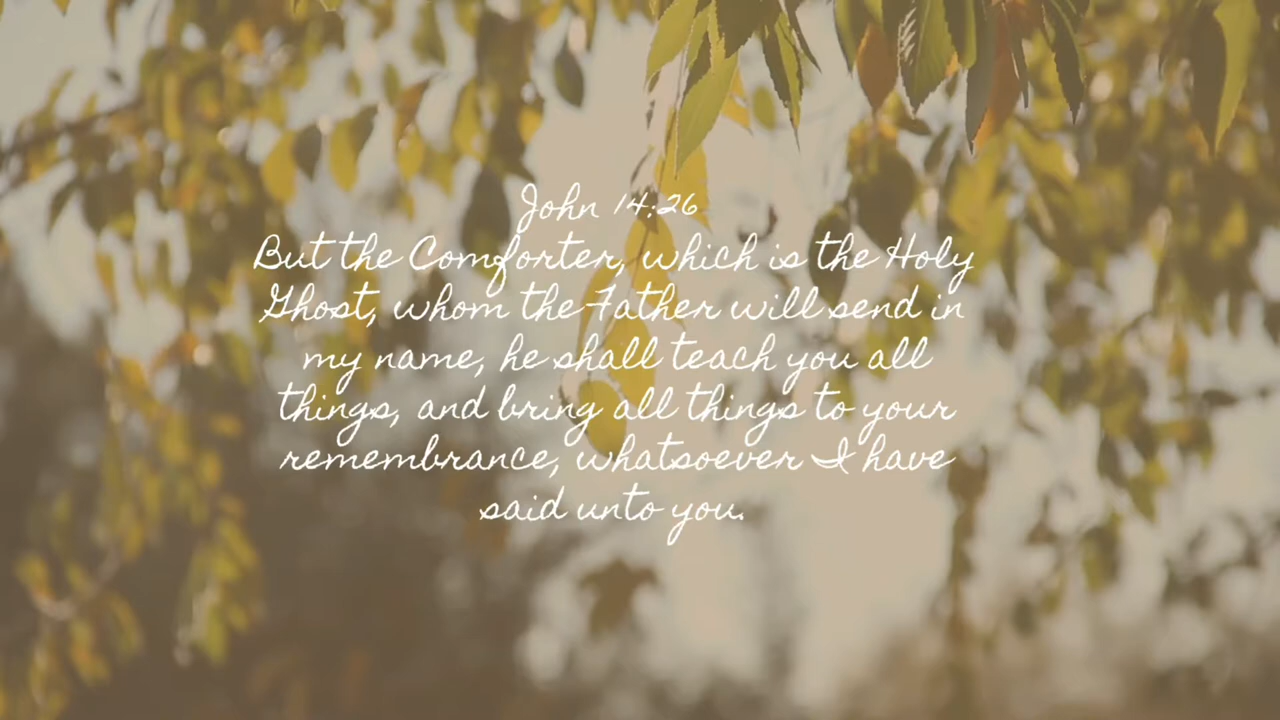 John 14:26
But the Comforter, which is the Holy
Ghost, whom the Father will send in
my name, he shall teach you all
things, and bring all things to your
remembrance, whatsoever I have
said unto you.